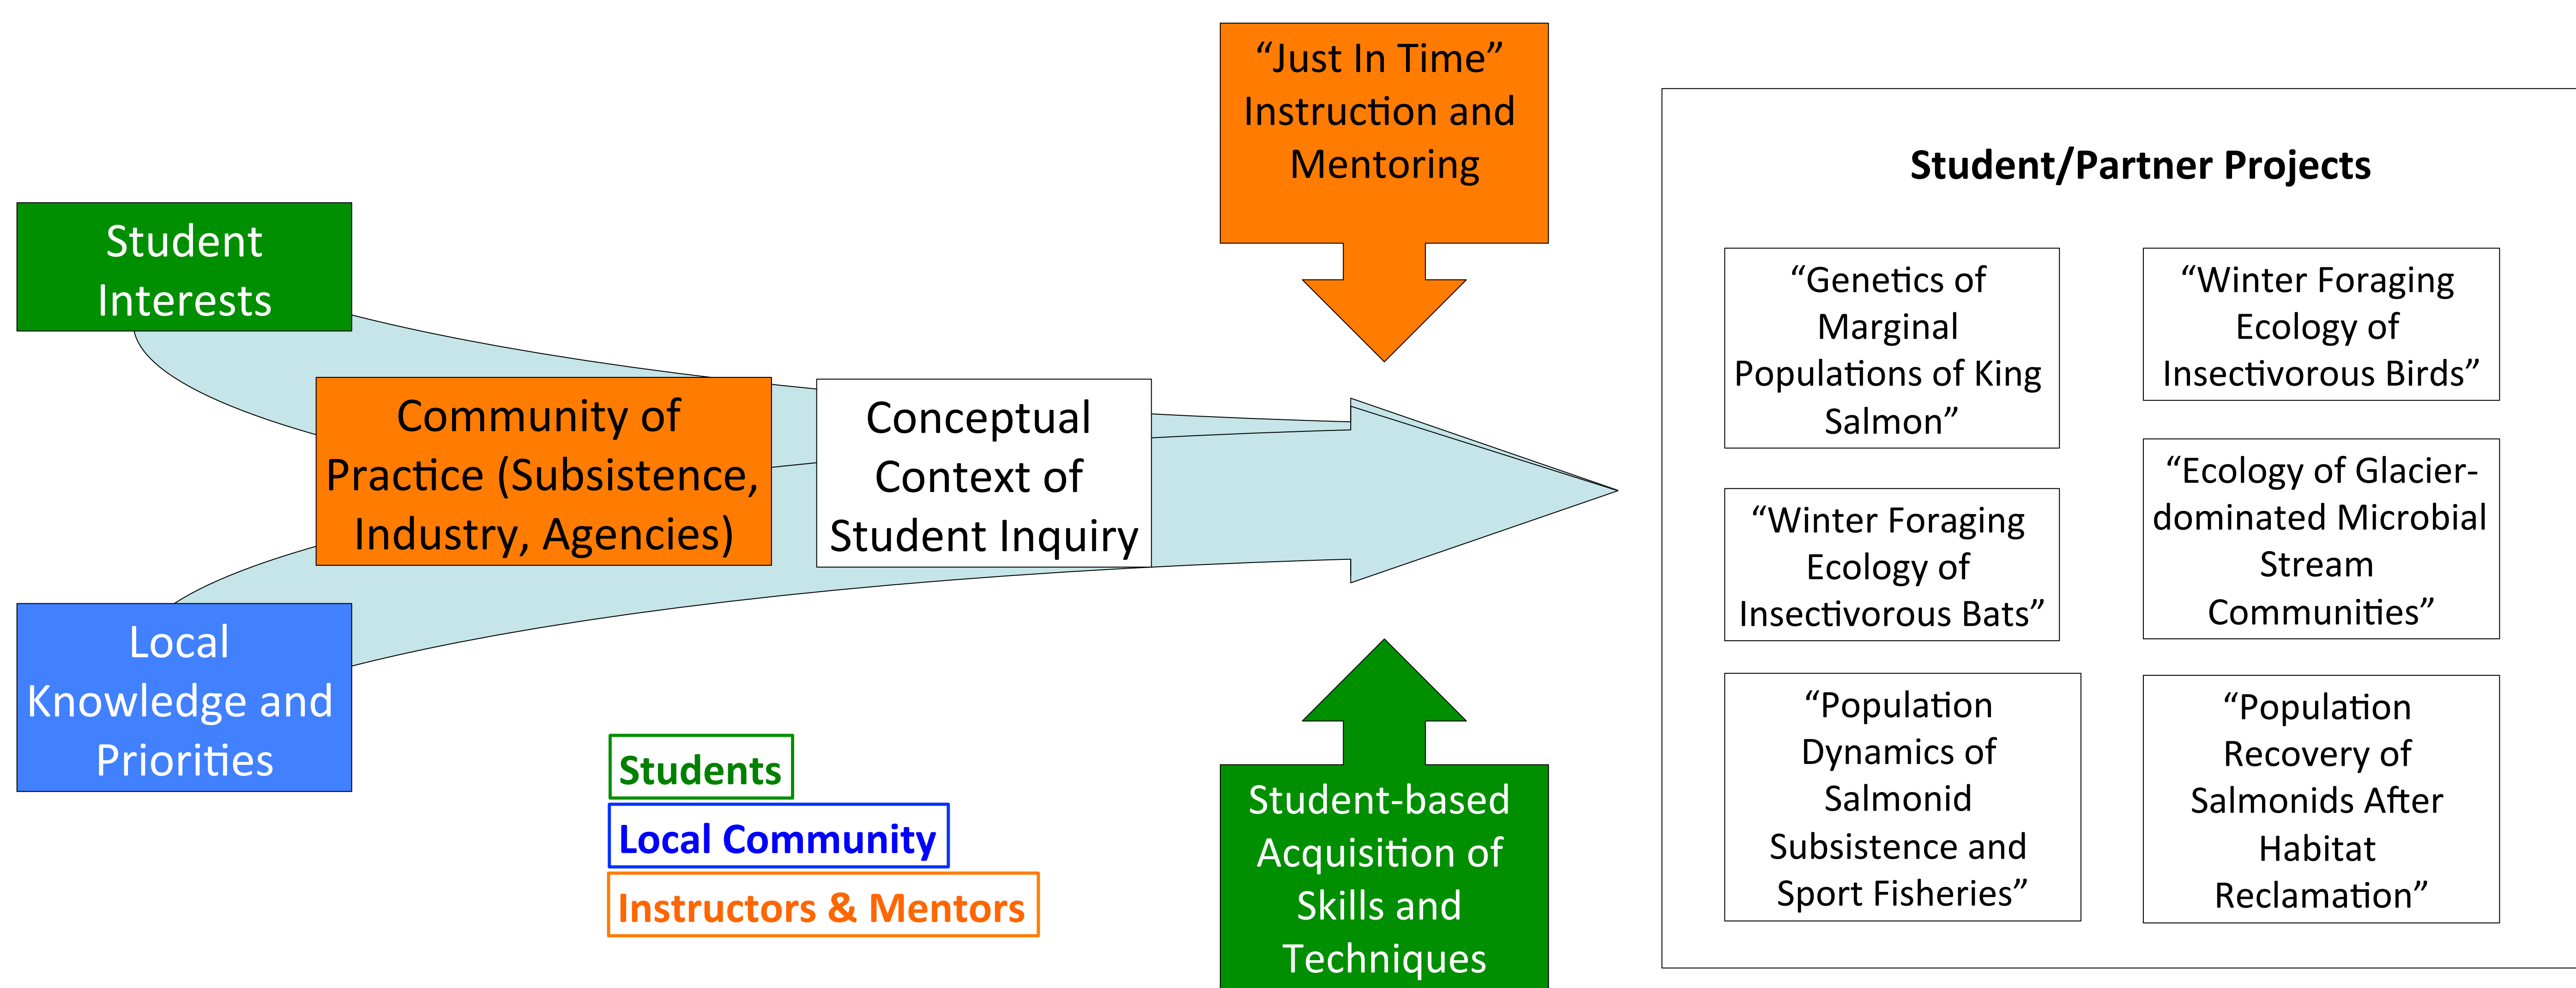 Student
Interests
Local
Knowledge and
Priorities
Community of
Practice (Subsistence,
Industry, Agencies)
Conceptual
Context of
Student Inquiry
“Just In Time”
Instruction and
Mentoring
Student-based
Acquisition of
Skills and
Techniques
Students
Local Community
Instructors & Mentors
Student/Partner Projects
“Genetics of
Marginal
Populations of King
Salmon”
“Winter Foraging
Ecology of
Insectivorous Birds”
“Winter Foraging
Ecology of
Insectivorous Bats”
“Ecology of Glacier-
dominated Microbial
Stream
Communities”
“Population
Dynamics of
Salmonid
Subsistence and
Sport Fisheries”
“Population
Recovery of
Salmonids After
Habitat
Reclamation”